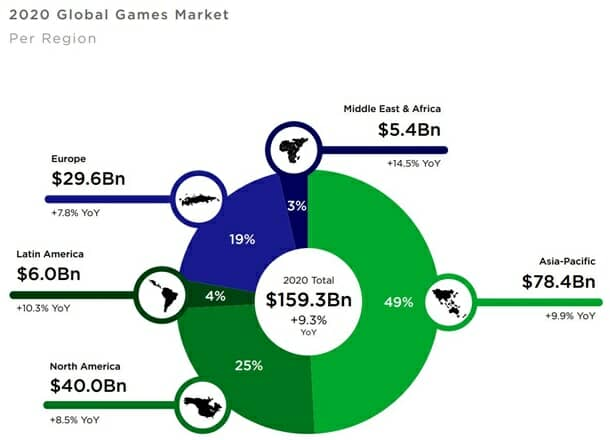 2020 Global Games Market
Per Region
Middle East & Africa
$5.4Bn
+14.5% YoY
Europe
$29.6Bn
+7.8% YoY
3%
19%
Latin America
$6.0Bn
+10.3% YoY
4%
2020 Total
$159.3Bn
+9.3%
YoY
49%
Asia-Pacific
$78.4Bn
+9.9% YoY
25%
North America
$40.0Bn
+8.5% YoY